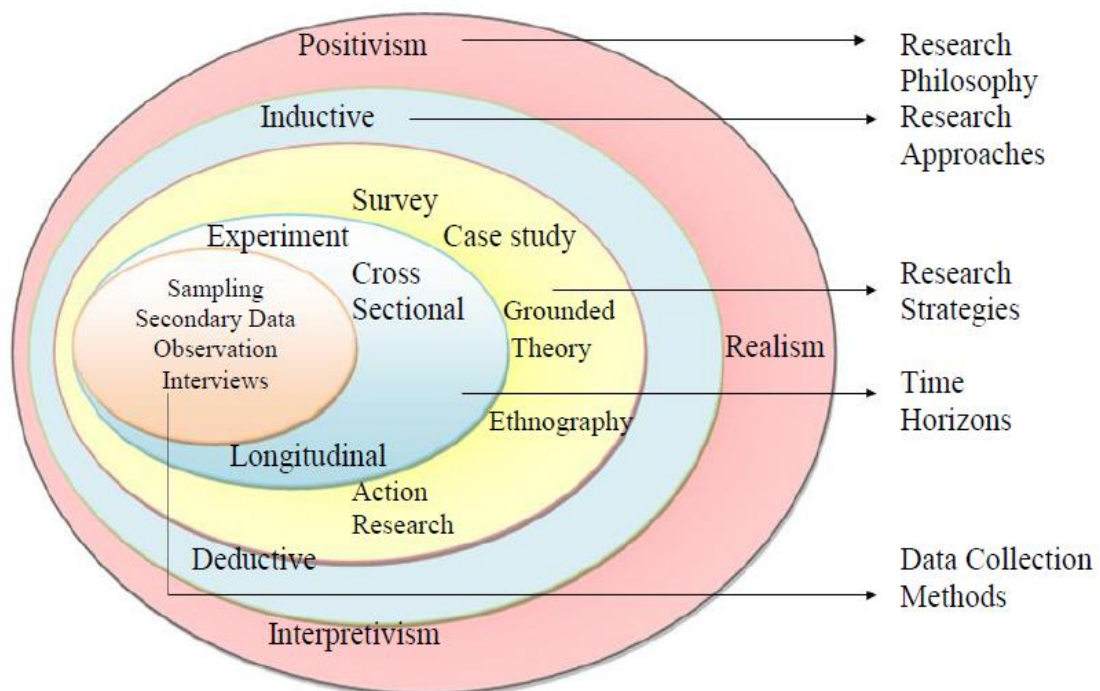 Positivism
Research
Philosophy
Inductive
Research
Approaches
Survey
Experiment
Case study
Cross
Sectional
Sampling
Secondary Data
Observation
Interviews
Grounded
Theory
Research
Strategies
Realism
Time
Horizons
Ethnography
Longitudinal
Action
Research
Deductive
Data Collection
Methods
Interpretivism